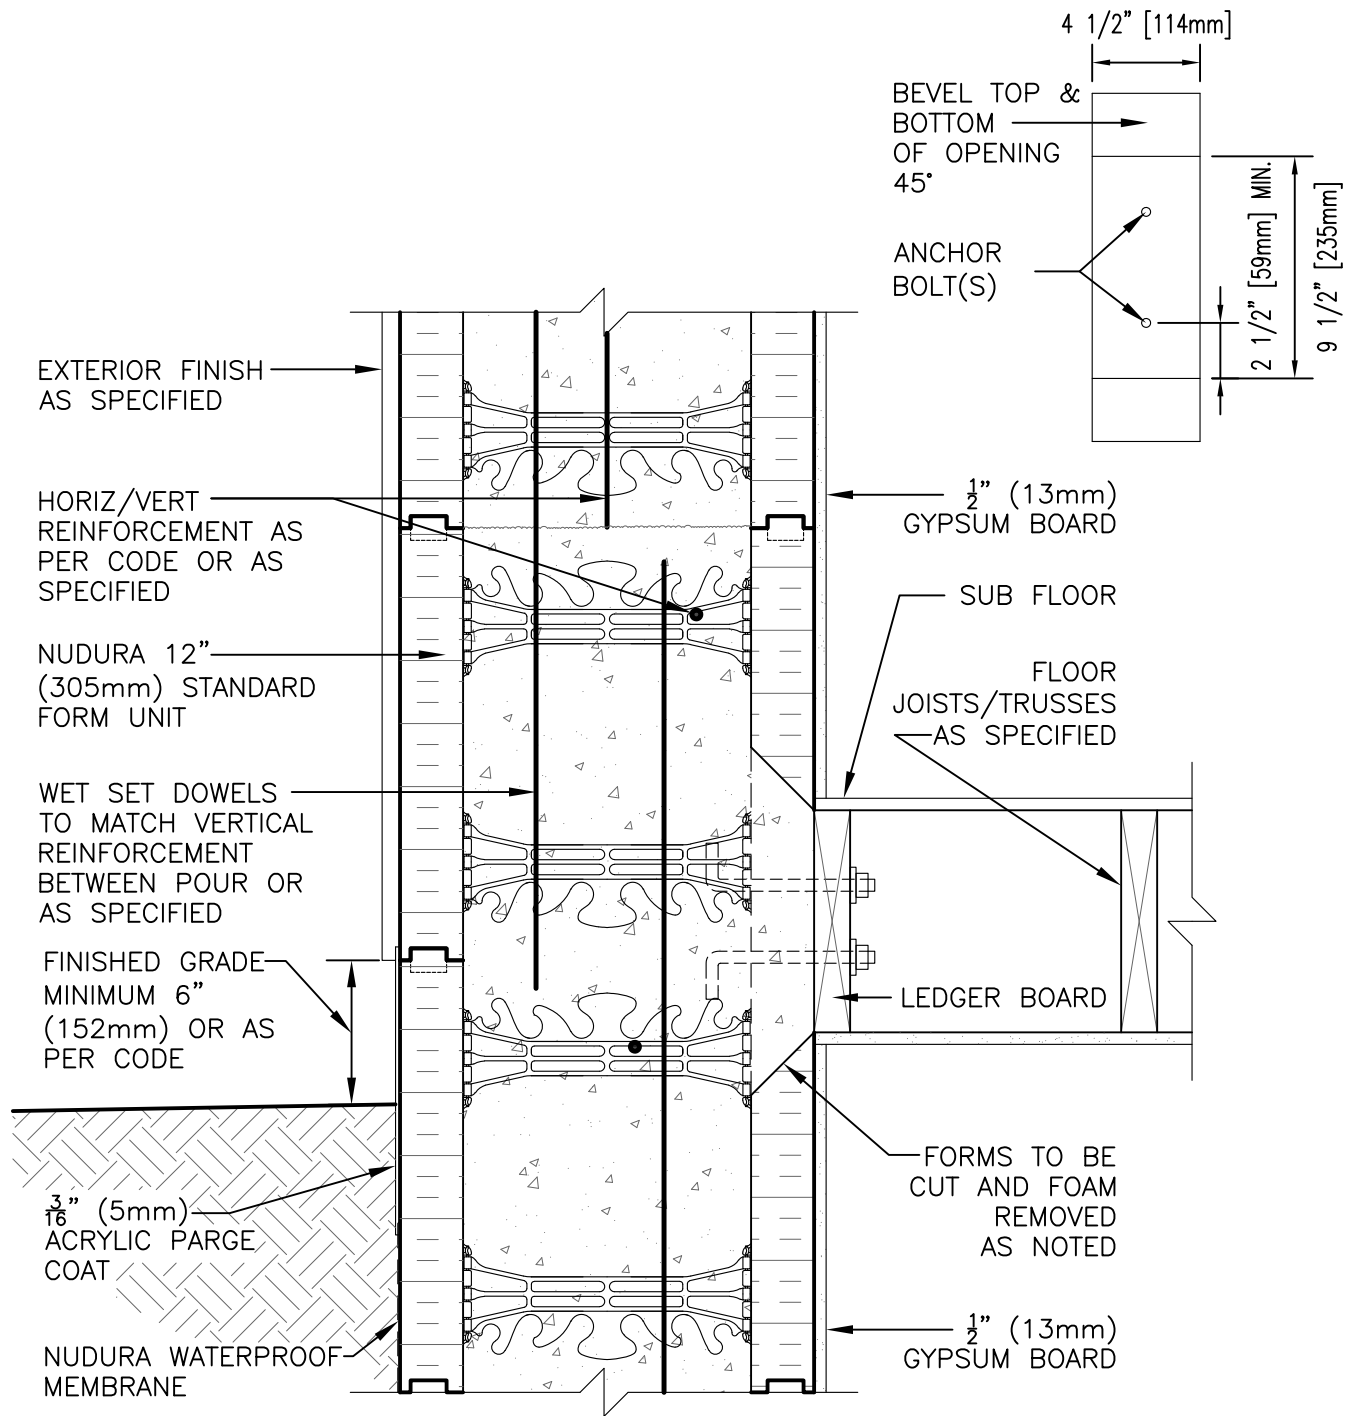 4 1/2" [114mm]
BEVEL TOP &
BOTTOM
OF OPENING
45°
ANCHOR
BOLT(S)
2 1/2" [59mm] MIN.
9 1/2" [235mm]
EXTERIOR FINISH
AS SPECIFIED
HORIZ/VERT
REINFORCEMENT AS
PER CODE OR AS
SPECIFIED
NUDURA 12"
(305mm) STANDARD
FORM UNIT
WET SET DOWELS
TO MATCH VERTICAL
REINFORCEMENT
BETWEEN POUR OR
AS SPECIFIED
FINISHED GRADE
MINIMUM 6"
(152mm) OR AS
PER CODE
3/16" (5mm)
ACRYLIC PARGE
COAT
NUDURA WATERPROOF
MEMBRANE
1/2" (13mm)
GYPSUM BOARD
SUB FLOOR
FLOOR
JOISTS/TRUSSES
AS SPECIFIED
LEDGER BOARD
FORMS TO BE
CUT AND FOAM
REMOVED
AS NOTED
1/2" (13mm)
GYPSUM BOARD